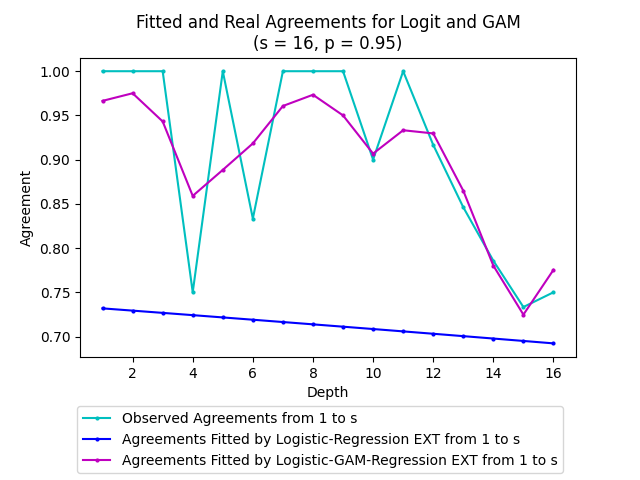 Fitted and Real Agreements for Logit and GAM
(s = 16, p = 0.95)
1.00
0.95
0.90
0.85
0.80
0.75
0.70
Agreement
2 4 6 8 10 12 14 16
Depth
Observed Agreements from 1 to s
Agreements Fitted by Logistic-Regression EXT from 1 to s
Agreements Fitted by Logistic-GAM-Regression EXT from 1 to s